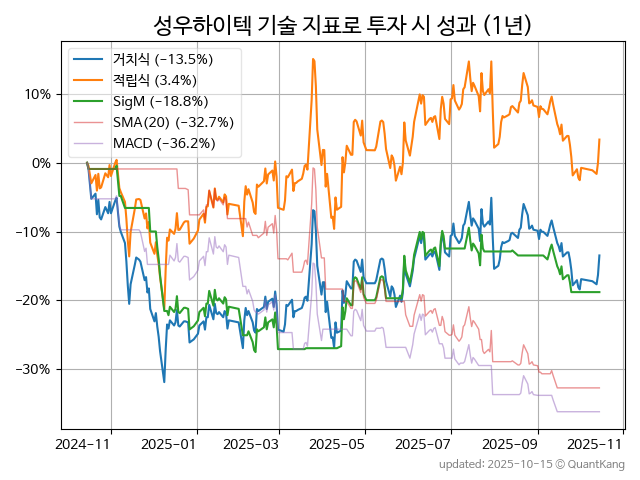 성우하이텍 기술 지표로 투자 시 성과 (1년)
거치식 (−13.5%)
적립식 (3.4%)
SigM (−18.8%)
SMA(20) (−32.7%)
MACD (−36.2%)
10%
0%
−10%
−20%
−30%
2024-11 2025-01 2025-03 2025-05 2025-07 2025-09 2025-11
updated: 2025-10-15 © QuantKang